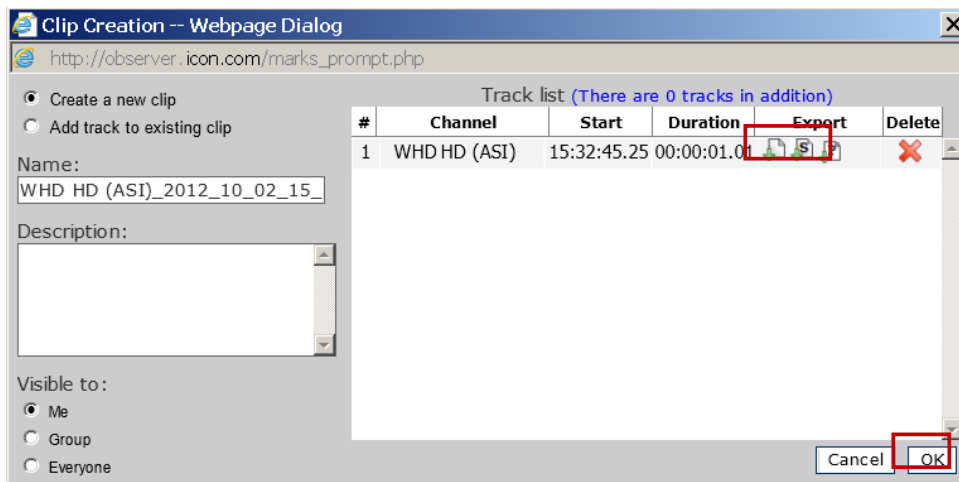 Clip Creation -- Webpage Dialog
http://observer.icon.com/marks_prompt.php
Create a new clip
Add track to existing clip
Name:
WHD HD (ASI)_2012_10_02_15_
Description:
Visible to:
Me
Group
Everyone
Track list (There are 0 tracks in addition)
# Channel Start Duration Export Delete
1 WHD HD (ASI) 15:32:45.25 00:00:01.01 S P
Cancel OK